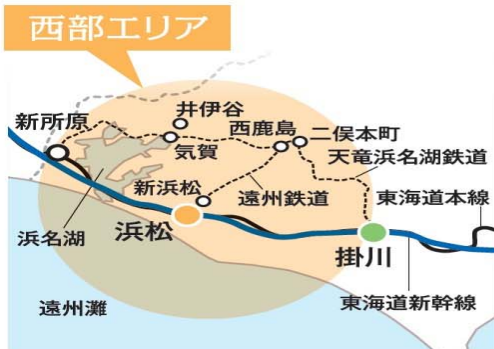 西部エリア
井伊谷
新所原
西鹿島
二俣本町
気賀
天竜浜名湖鉄道
新浜松
遠州鉄道
東海道本線
浜名湖
浜松
掛川
遠州灘
東海道新幹線